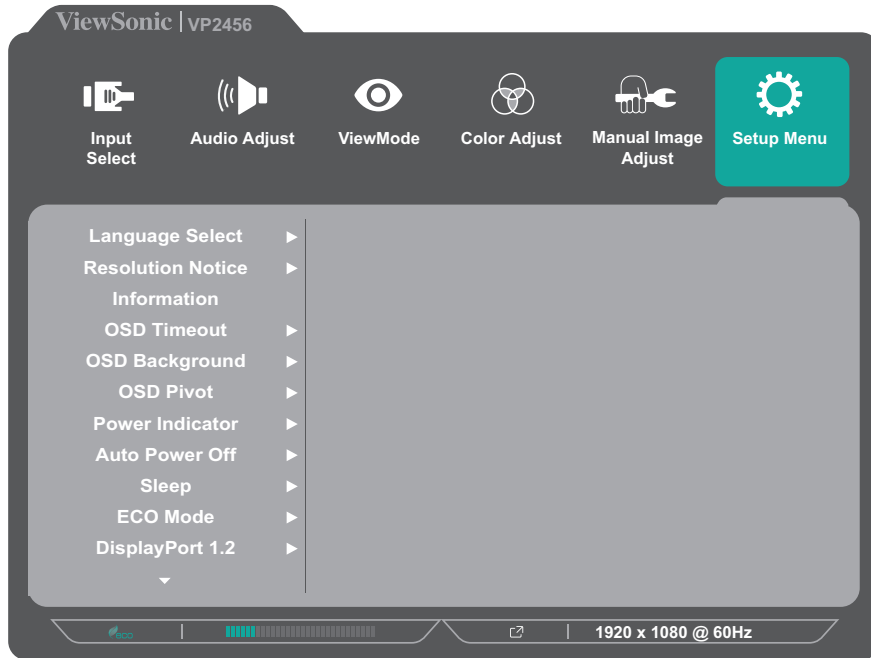 ViewSonic | VP2456
Input
Select
Audio Adjust
ViewMode
Color Adjust
Manual Image
Adjust
Setup Menu
Language Select
Resolution Notice
Information
OSD Timeout
OSD Background
OSD Pivot
Power Indicator
Auto Power Off
Sleep
ECO Mode
DisplayPort 1.2
eco
1920 x 1080 @ 60Hz